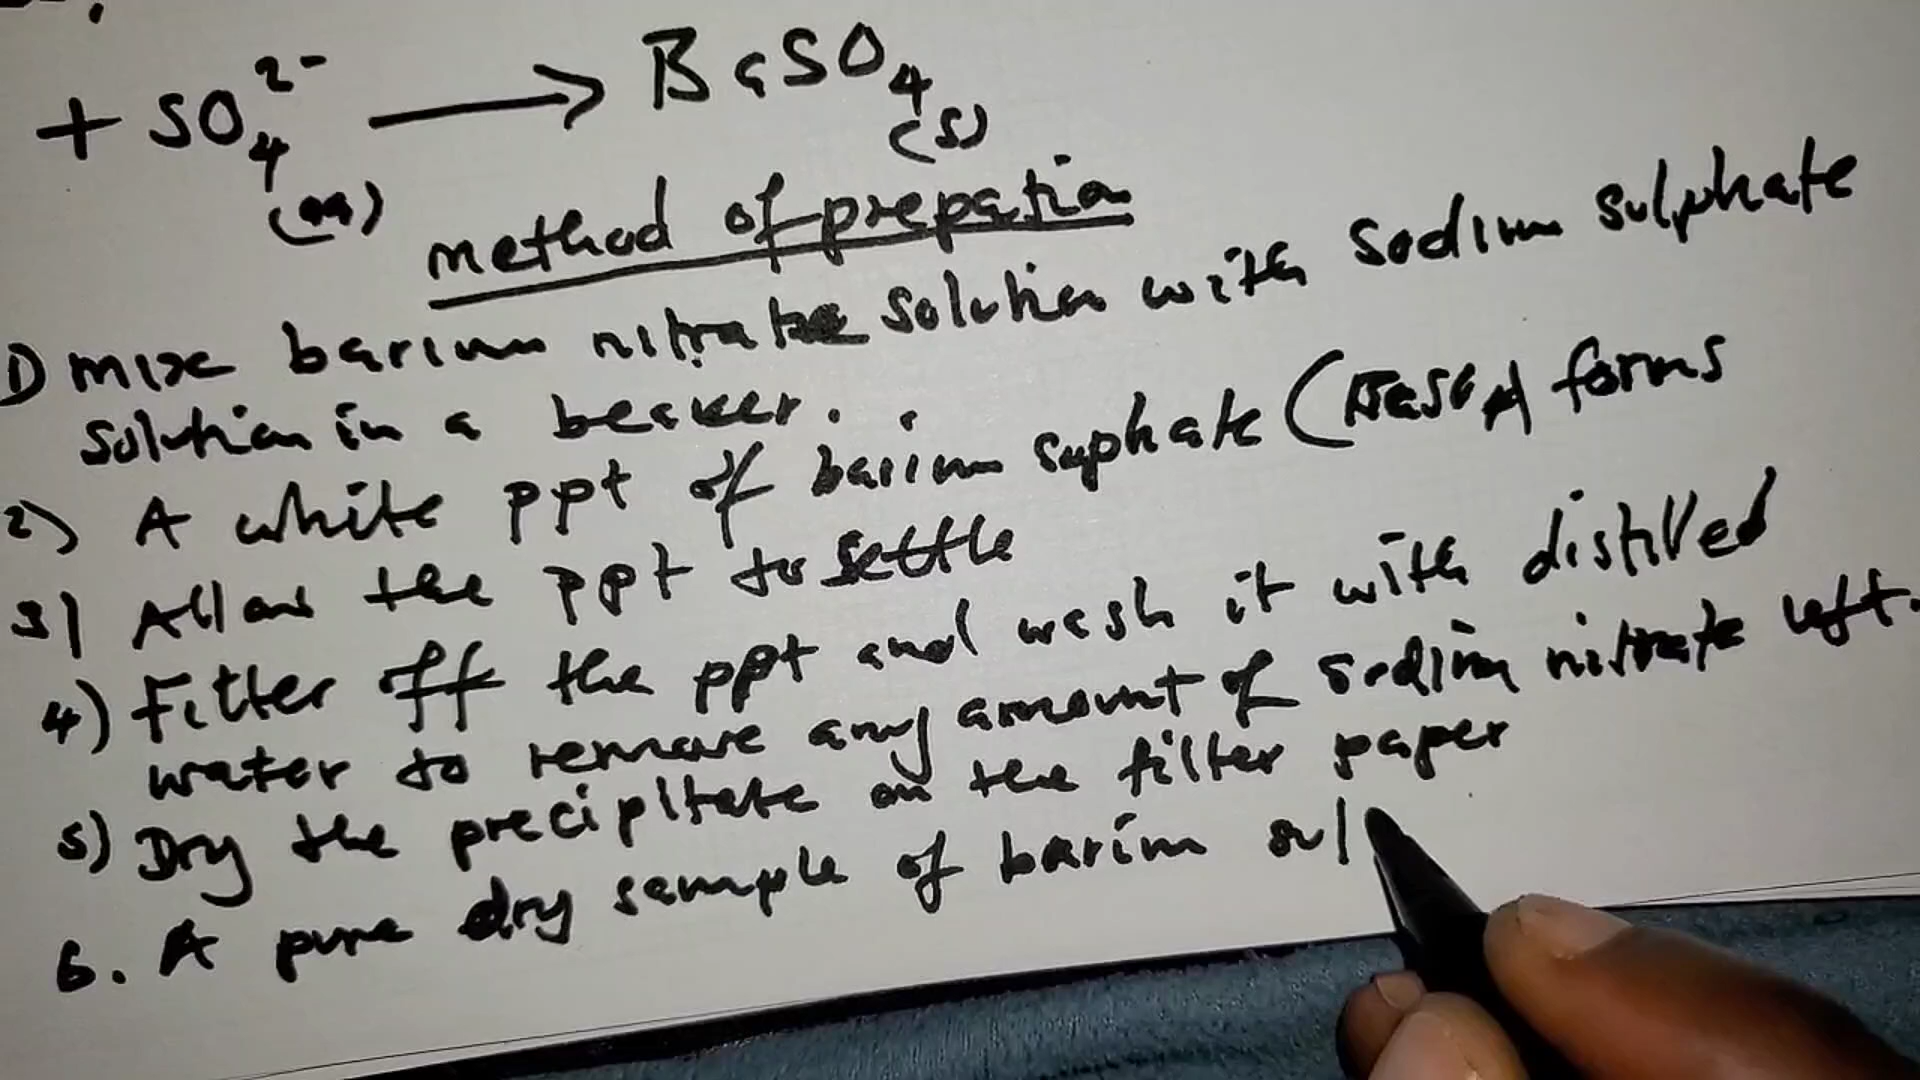 + SO₄²⁻(aq) ⟶ BaSO₄(s)
method of prepation
1) mix barium nitrate solution with sodium sulphate
solution in a beaker.
2) A white ppt of barium suphate (BaSO4) forms
3) Allow the ppt to settle
4) Filter off the ppt and wash it with distilled
water to remove any amount of sodium nitrate left.
5) Dry the precipitate on the filter paper
6. A pure dry sample of barium sul